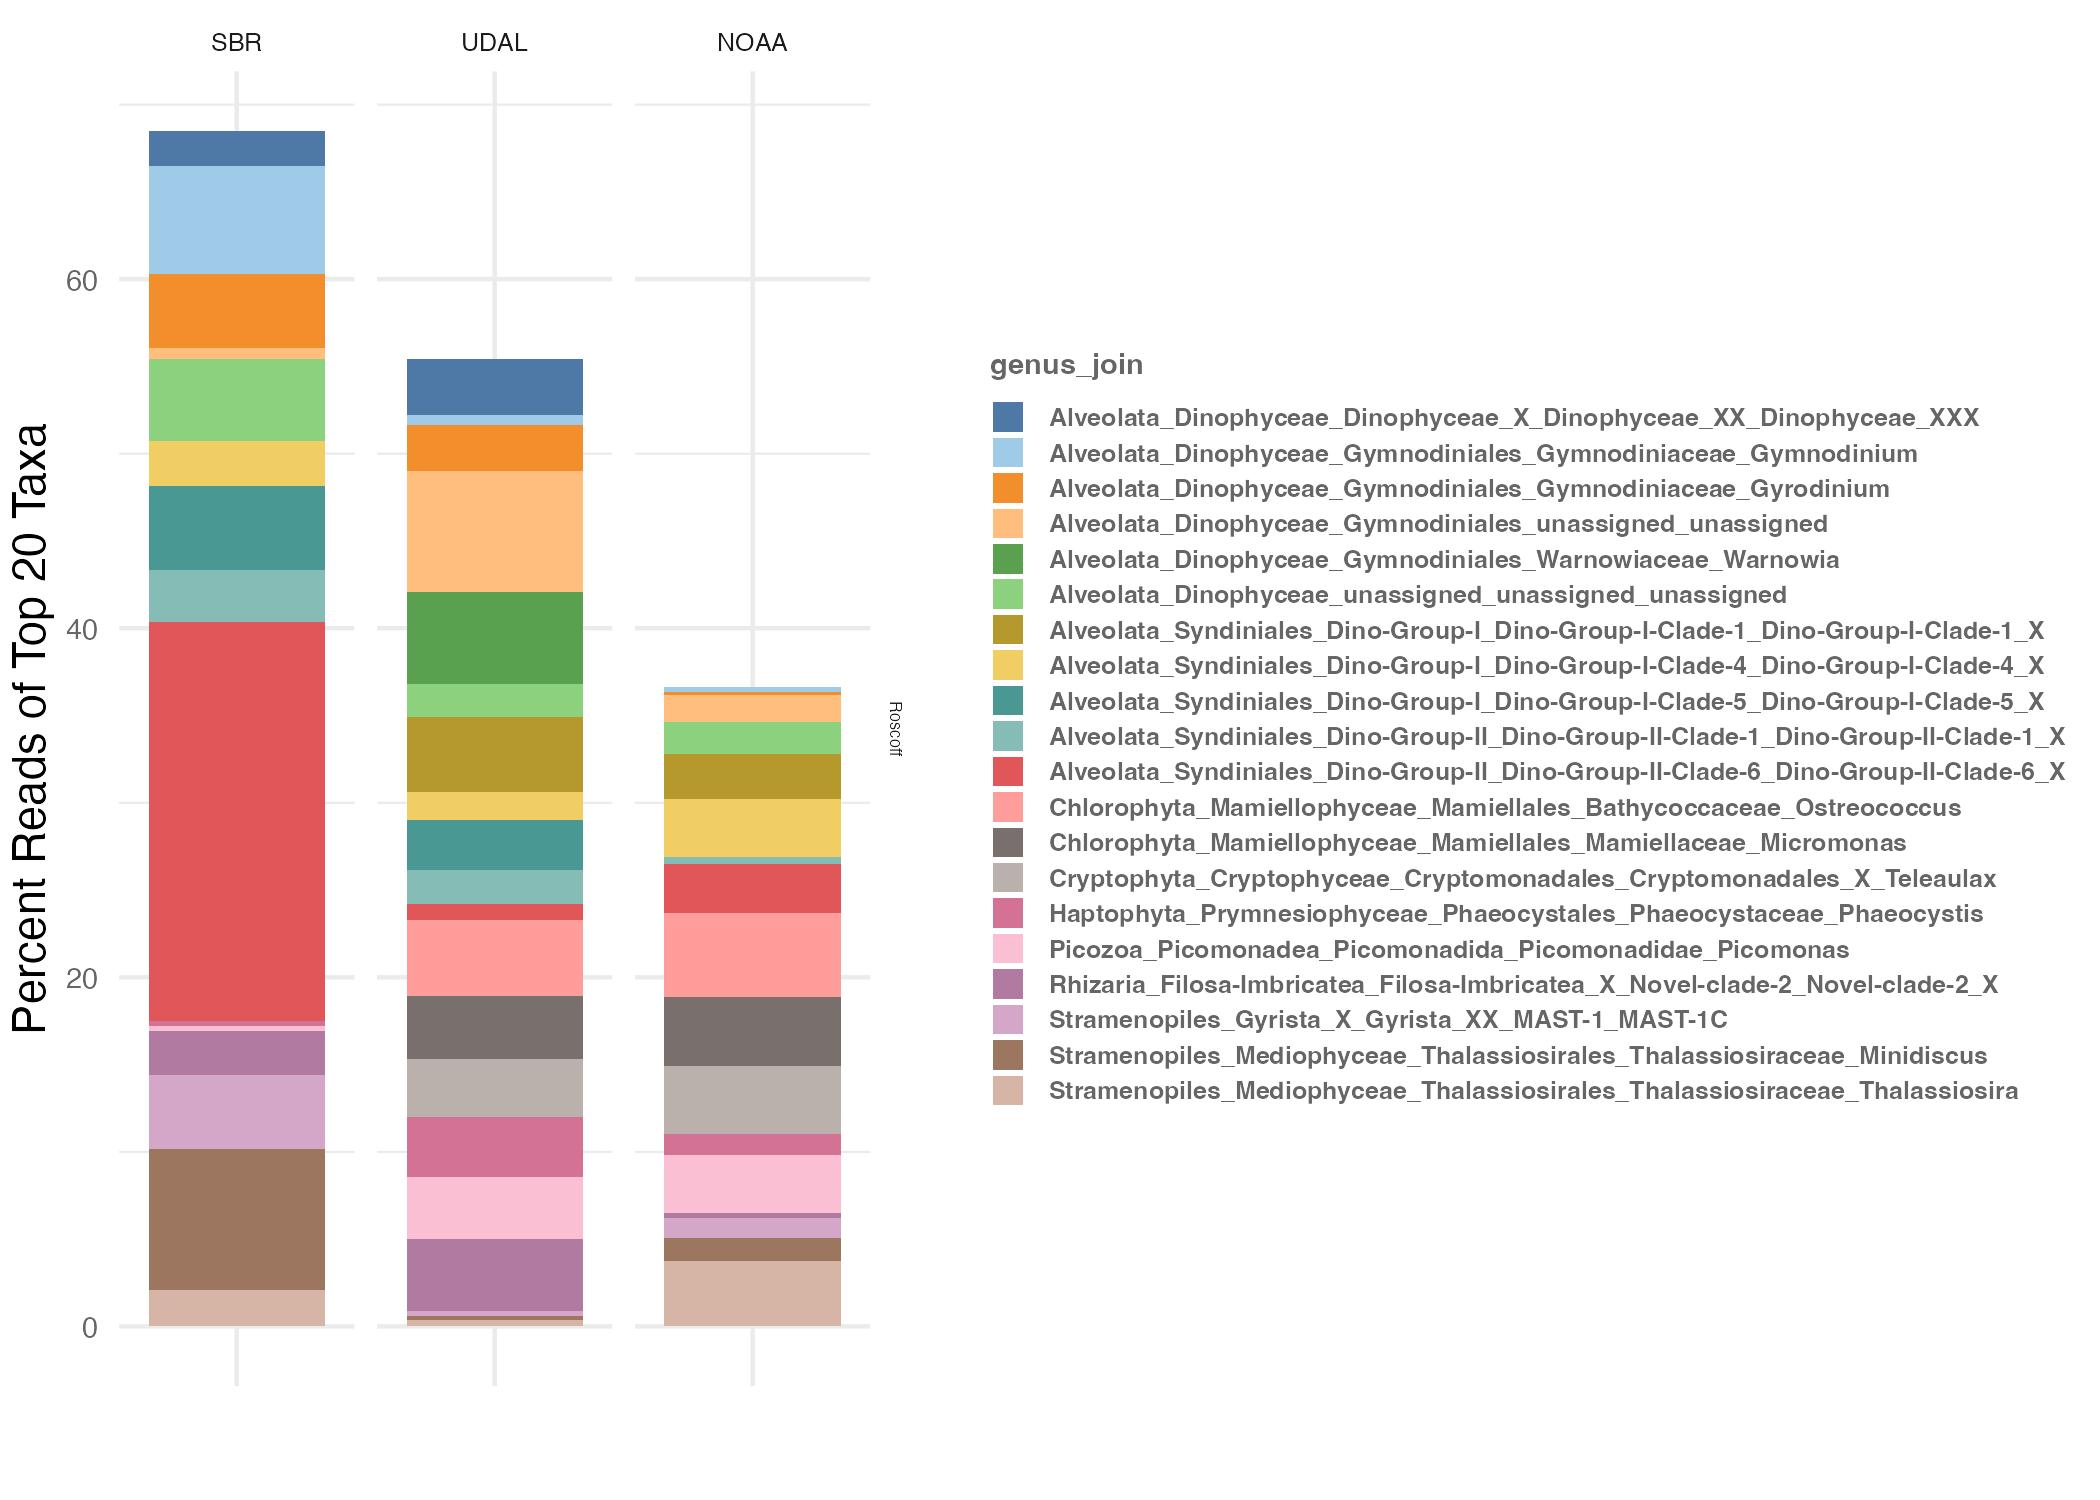 SBR
UDAL
NOAA
Percent Reads of Top 20 Taxa
60
40
20
0
Roscoff
genus_join
Alveolata_Dinophyceae_Dinophyceae_X_Dinophyceae_XX_Dinophyceae_XXX
Alveolata_Dinophyceae_Gymnodiniales_Gymnodiniaceae_Gymnodinium
Alveolata_Dinophyceae_Gymnodiniales_Gymnodiniaceae_Gyrodinium
Alveolata_Dinophyceae_Gymnodiniales_unassigned_unassigned
Alveolata_Dinophyceae_Gymnodiniales_Warnowiaceae_Warnowia
Alveolata_Dinophyceae_unassigned_unassigned_unassigned
Alveolata_Syndiniales_Dino-Group-I_Dino-Group-I-Clade-1_Dino-Group-I-Clade-1_X
Alveolata_Syndiniales_Dino-Group-I_Dino-Group-I-Clade-4_Dino-Group-I-Clade-4_X
Alveolata_Syndiniales_Dino-Group-I_Dino-Group-I-Clade-5_Dino-Group-I-Clade-5_X
Alveolata_Syndiniales_Dino-Group-II_Dino-Group-II-Clade-1_Dino-Group-II-Clade-1_X
Alveolata_Syndiniales_Dino-Group-II_Dino-Group-II-Clade-6_Dino-Group-II-Clade-6_X
Chlorophyta_Mamiellophyceae_Mamiellales_Bathycoccaceae_Ostreococcus
Chlorophyta_Mamiellophyceae_Mamiellales_Mamiellaceae_Micromonas
Cryptophyta_Cryptophyceae_Cryptomonadales_Cryptomonadales_X_Teleaulax
Haptophyta_Prymnesiophyceae_Phaeocystales_Phaeocystaceae_Phaeocystis
Picozoa_Picomonadea_Picomonadida_Picomonadidae_Picomonas
Rhizaria_Filosa-Imbricatea_Filosa-Imbricatea_X_Novel-clade-2_Novel-clade-2_X
Stramenopiles_Gyrista_X_Gyrista_XX_MAST-1_MAST-1C
Stramenopiles_Mediophyceae_Thalassiosirales_Thalassiosiraceae_Minidiscus
Stramenopiles_Mediophyceae_Thalassiosirales_Thalassiosiraceae_Thalassiosira